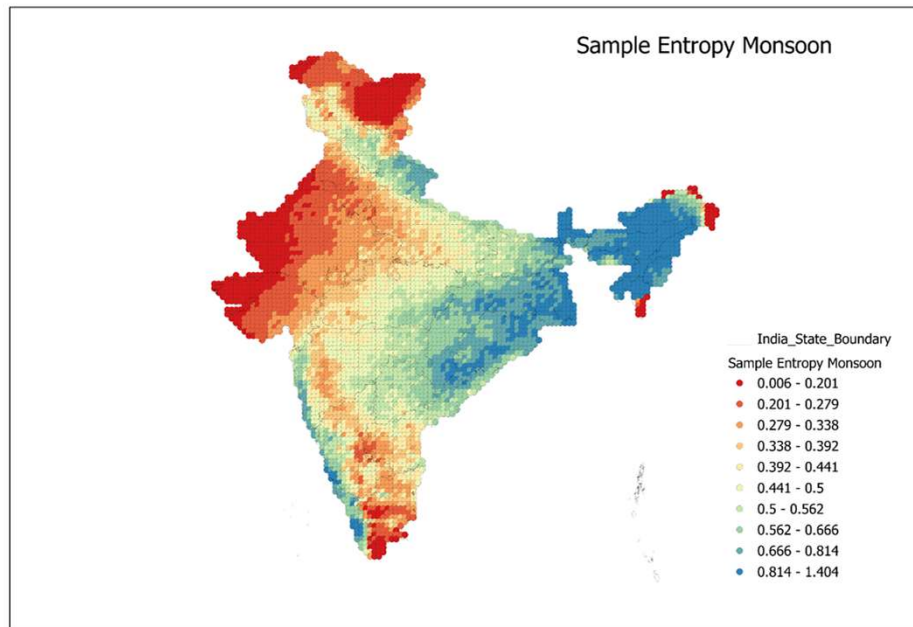 Sample Entropy Monsoon
India_State_Boundary
Sample Entropy Monsoon
0.006 - 0.201
0.201 - 0.279
0.279 - 0.338
0.338 - 0.392
0.392 - 0.441
0.441 - 0.5
0.5 - 0.562
0.562 - 0.666
0.666 - 0.814
0.814 - 1.404